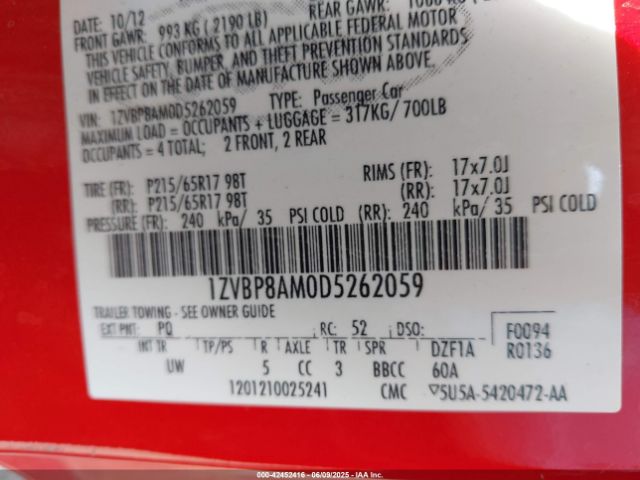 DATE: 10/12
FRONT GAWR: 993 KG (2190 LB) REAR GAWR:
THIS VEHICLE CONFORMS TO ALL APPLICABLE FEDERAL MOTOR
VEHICLE SAFETY, BUMPER, AND THEFT PREVENTION STANDARDS
IN EFFECT ON THE DATE OF MANUFACTURE SHOWN ABOVE.
VIN: 1ZVBP8AM0D5262059 TYPE: Passenger Car
MAXIMUM LOAD = OCCUPANTS + LUGGAGE = 317KG/ 700LB
OCCUPANTS = 4 TOTAL; 2 FRONT, 2 REAR
TIRE (FR): P215/65R17 98T RIMS (FR): 17x7.0J
(RR): P215/65R17 98T (RR): 17x7.0J
PRESSURE (FR): 240 kPa/ 35 PSI COLD (RR): 240 kPa/ 35 PSI COLD
1ZVBP8AM0D5262059
TRAILER TOWING - SEE OWNER GUIDE
EXT PNT: PQ RC: 52 DSO: F0094
INT TR TP/PS R AXLE TR SPR DZF1A R0136
UW 5 CC 3 BBCC 60A
1201210025241 CMC 5U5A-5420472-AA
000-42452416 | 06/09/2025 | IAA Inc.